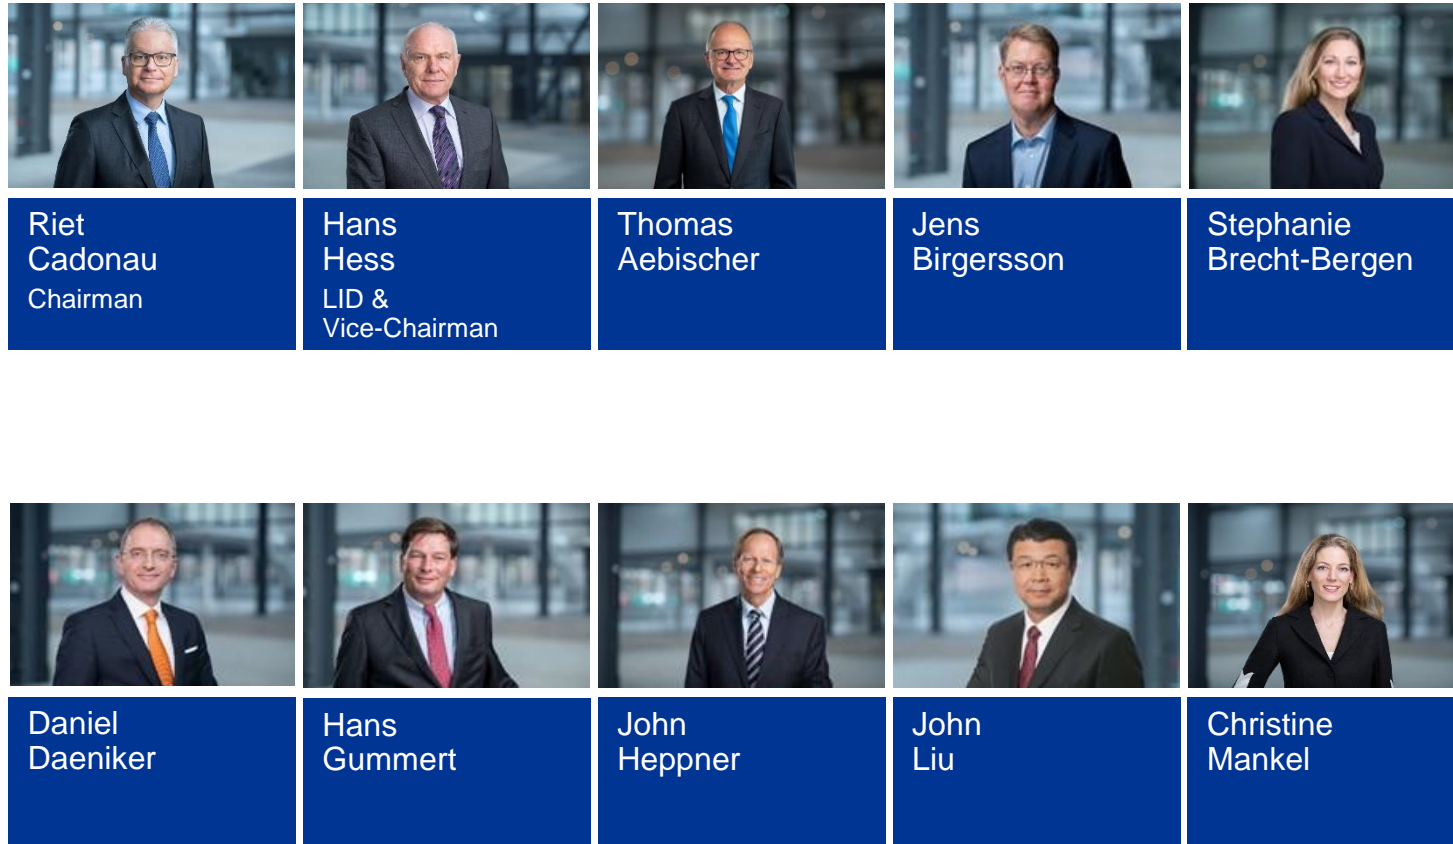 Riet
Cadonau
Chairman
Hans
Hess
LID &
Vice-Chairman
Thomas
Aebischer
Jens
Birgersson
Stephanie
Brecht-Bergen
Daniel
Daeniker
Hans
Gummert
John
Heppner
John
Liu
Christine
Mankel